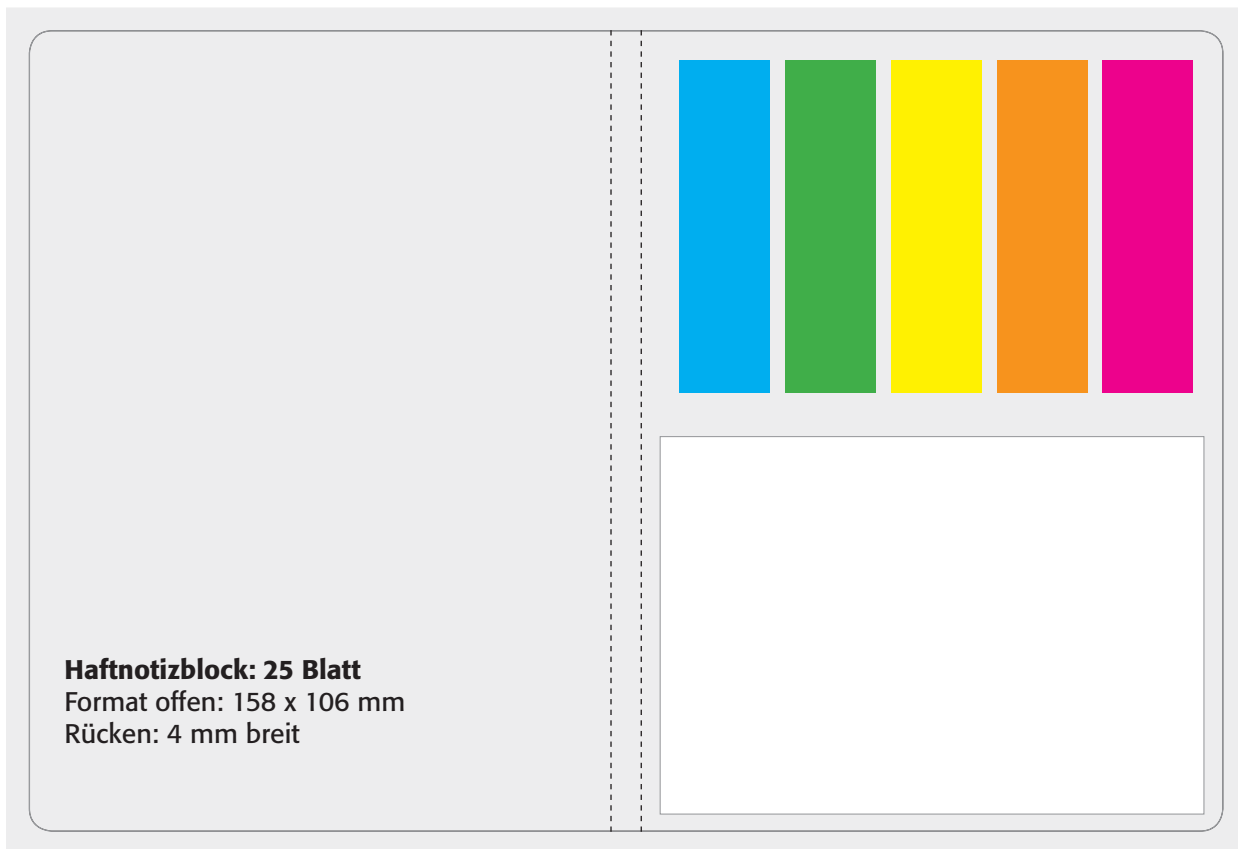 Haftnotizblock: 25 Blatt
Format offen: 158 x 106 mm
Rücken: 4 mm breit